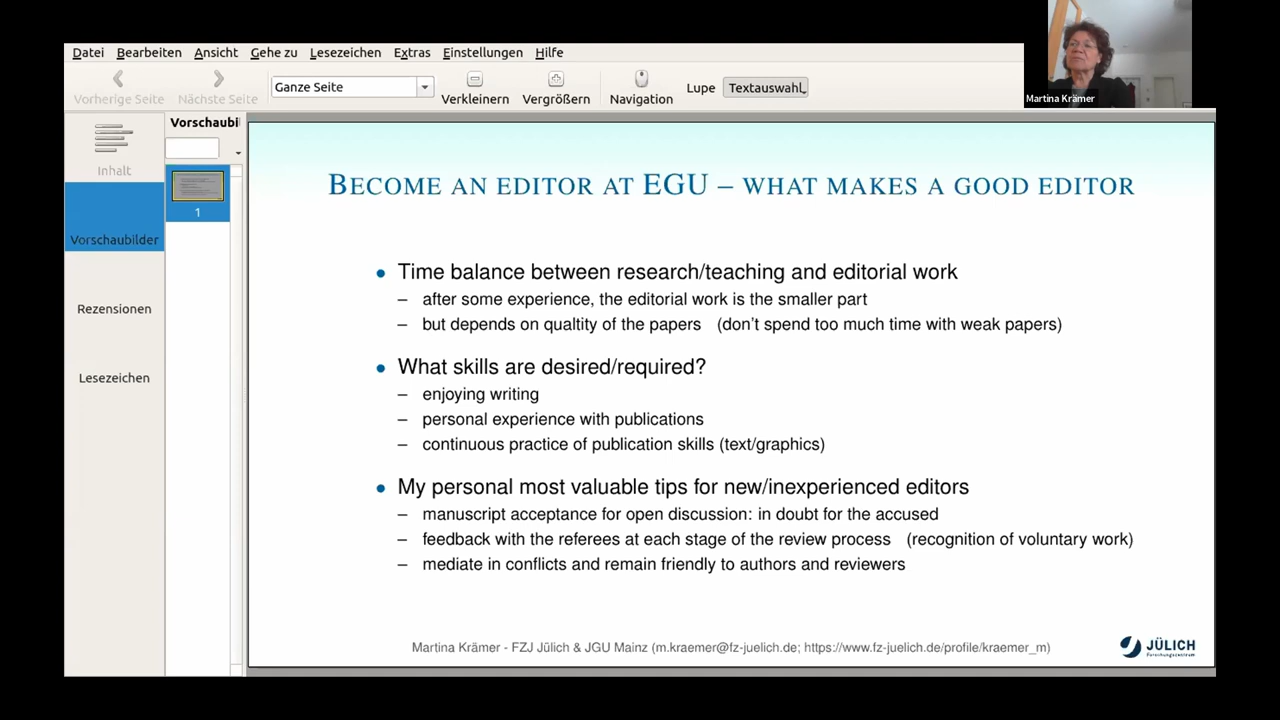 Datei Bearbeiten Ansicht Gehe zu Lesezeichen Extras Einstellungen Hilfe
Vorherige Seite Nächste Seite Ganze Seite Verkleinern Vergrößern Navigation Lupe Textauswahl
Martina Krämer
Inhalt
Vorschaubilder
Rezensionen
Lesezeichen
Vorschaubi
1
BECOME AN EDITOR AT EGU – WHAT MAKES A GOOD EDITOR
• Time balance between research/teaching and editorial work
– after some experience, the editorial work is the smaller part
– but depends on qualtity of the papers (don't spend too much time with weak papers)
• What skills are desired/required?
– enjoying writing
– personal experience with publications
– continuous practice of publication skills (text/graphics)
• My personal most valuable tips for new/inexperienced editors
– manuscript acceptance for open discussion: in doubt for the accused
– feedback with the referees at each stage of the review process (recognition of voluntary work)
– mediate in conflicts and remain friendly to authors and reviewers
Martina Krämer - FZJ Jülich & JGU Mainz (m.kraemer@fz-juelich.de; https://www.fz-juelich.de/profile/kraemer_m)
JÜLICH
Forschungszentrum